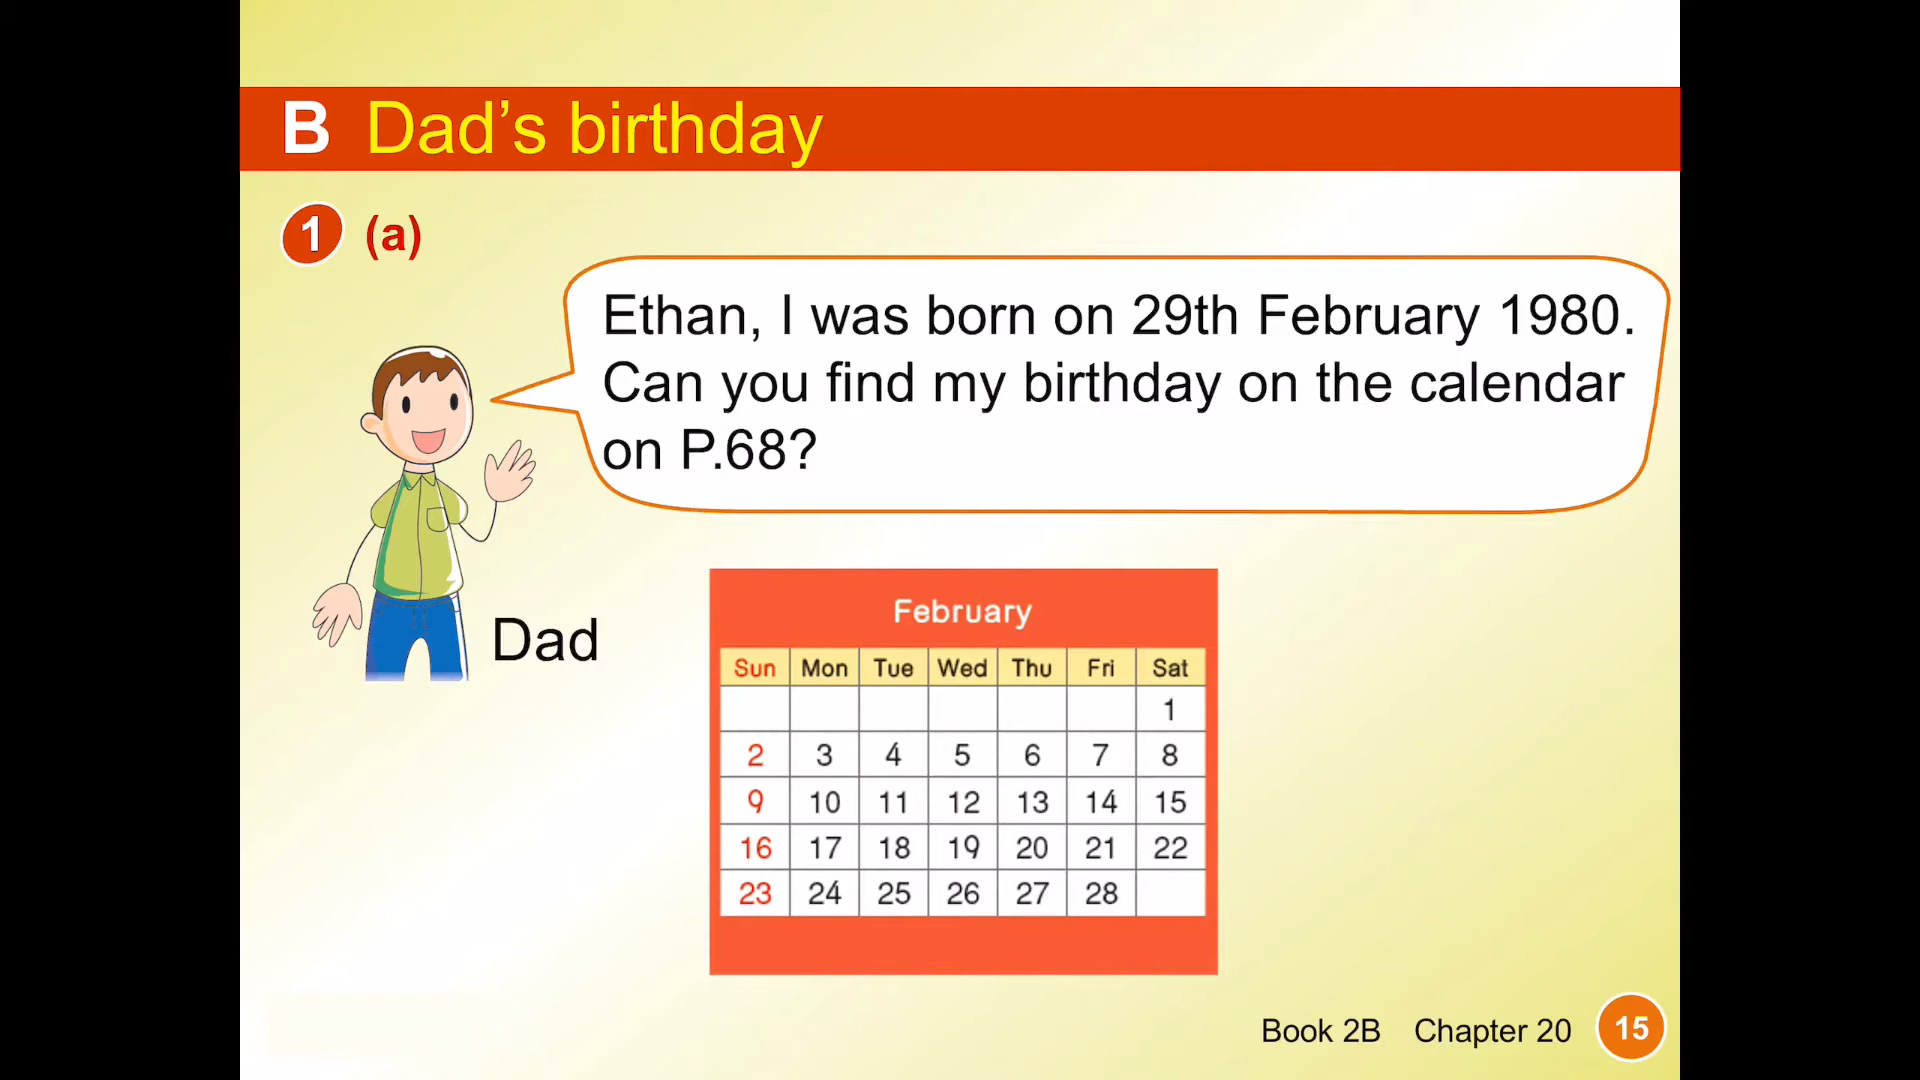 B Dad’s birthday
1 (a)
Ethan, I was born on 29th February 1980.
Can you find my birthday on the calendar
on P.68?
Dad
February
Sun Mon Tue Wed Thu Fri Sat
1
2 3 4 5 6 7 8
9 10 11 12 13 14 15
16 17 18 19 20 21 22
23 24 25 26 27 28
Book 2B Chapter 20 15